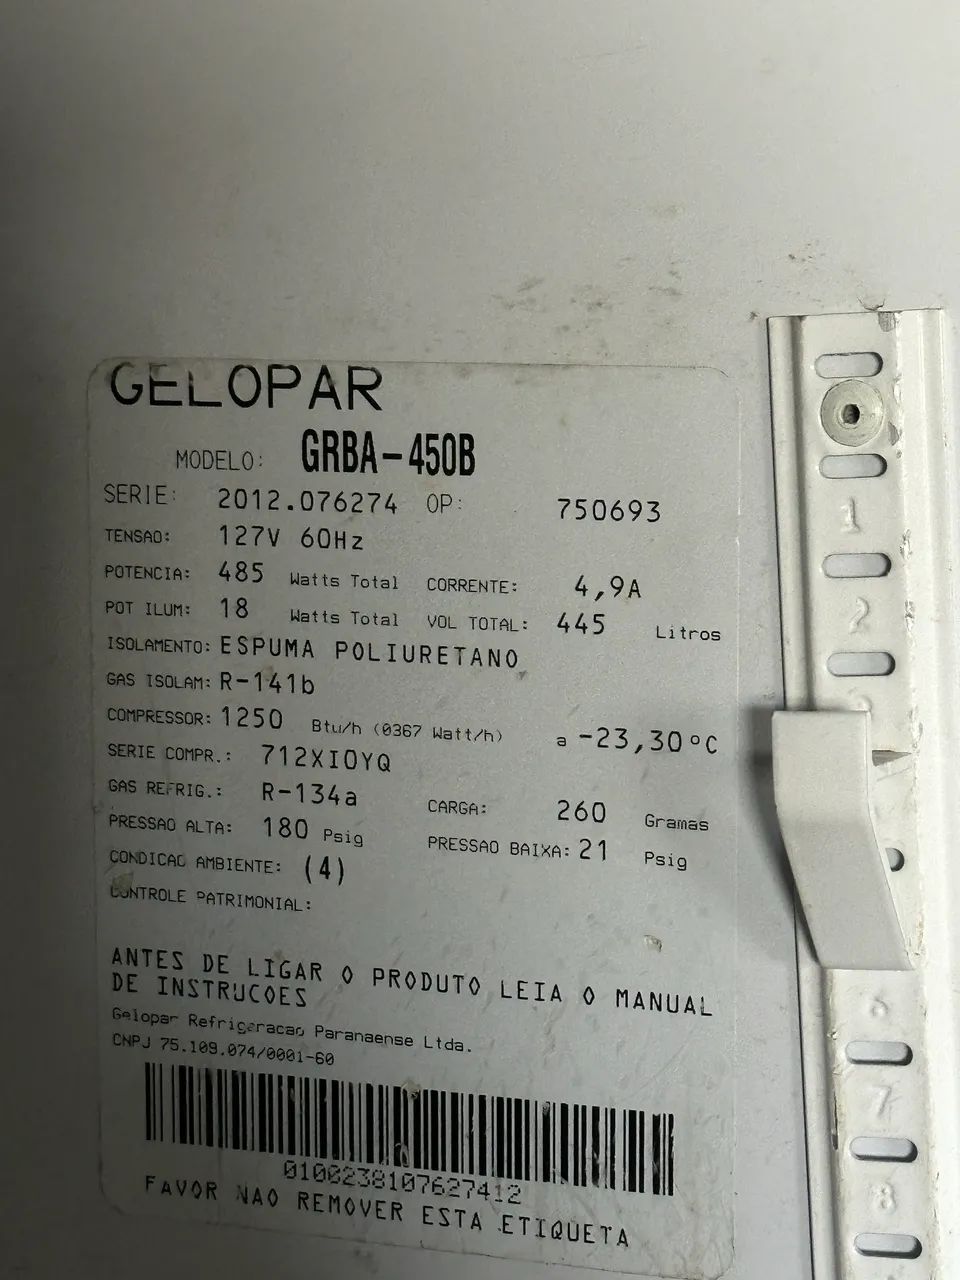 GELOPAR
MODELO: GRBA-450B
SERIE: 2012.076274 OP: 750693
TENSAO: 127V 60Hz
POTENCIA: 485 Watts Total CORRENTE: 4,9A
POT ILUM: 18 Watts Total VOL TOTAL: 445 Litros
ISOLAMENTO: ESPUMA POLIURETANO
GAS ISOLAM: R-141b
COMPRESSOR: 1250 Btu/h (0367 Watt/h) a -23,30ºC
SERIE COMPR.: 712XIOYQ
GAS REFRIG.: R-134a CARGA: 260 Gramas
PRESSAO ALTA: 180 Psig PRESSAO BAIXA: 21 Psig
CONDICAO AMBIENTE: (4)
CONTROLE PATRIMONIAL:
ANTES DE LIGAR O PRODUTO LEIA O MANUAL
DE INSTRUCOES
Gelopar Refrigeracao Paranaense Ltda.
CNPJ 75.109.074/0001-60
0100238107627412
FAVOR NAO REMOVER ESTA ETIQUETA
1
2
6
7
8